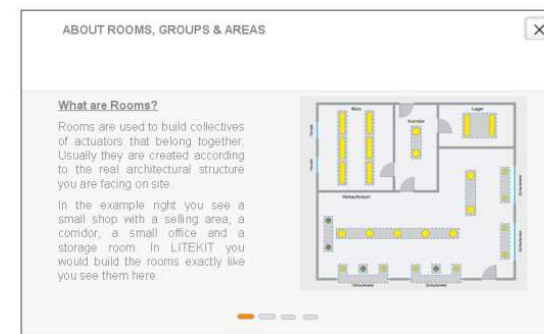 ABOUT ROOMS, GROUPS & AREAS
What are Rooms?
Rooms are used to build collectives
of actuators that belong together.
Usually they are created according
to the real architectural structure
you are facing on site.
In the example right you see a
small shop with a selling area, a
corridor, a small office and a
storage room. In LITEKIT you
would build the rooms exactly like
you see them here.
Büro
Korridor
Lager
Verkaufsraum